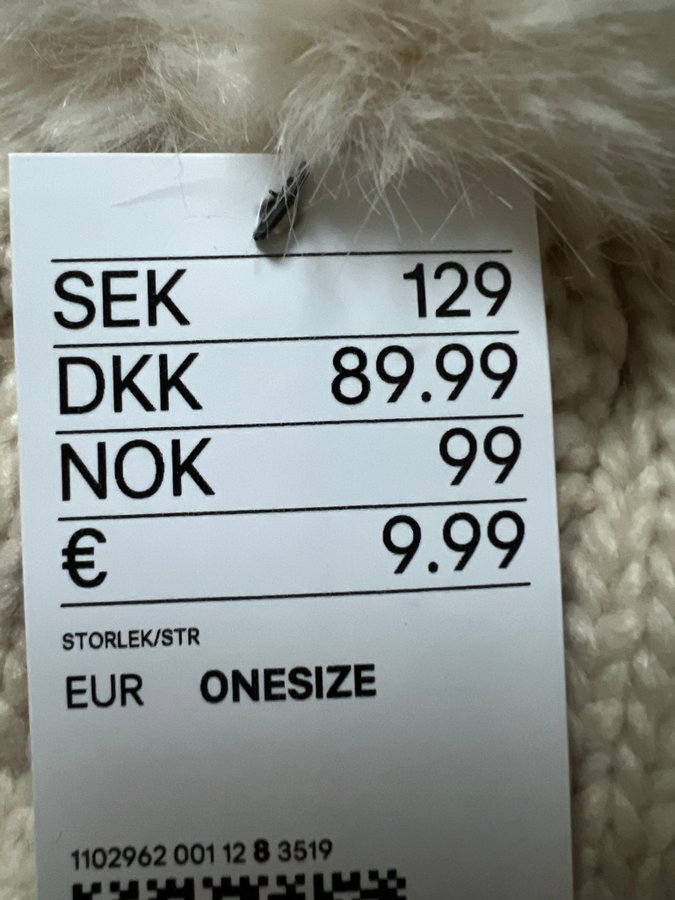 SEK 129
DKK 89.99
NOK 99
€ 9.99
STORLEK/STR
EUR ONESIZE
1102962 001 12 8 3519